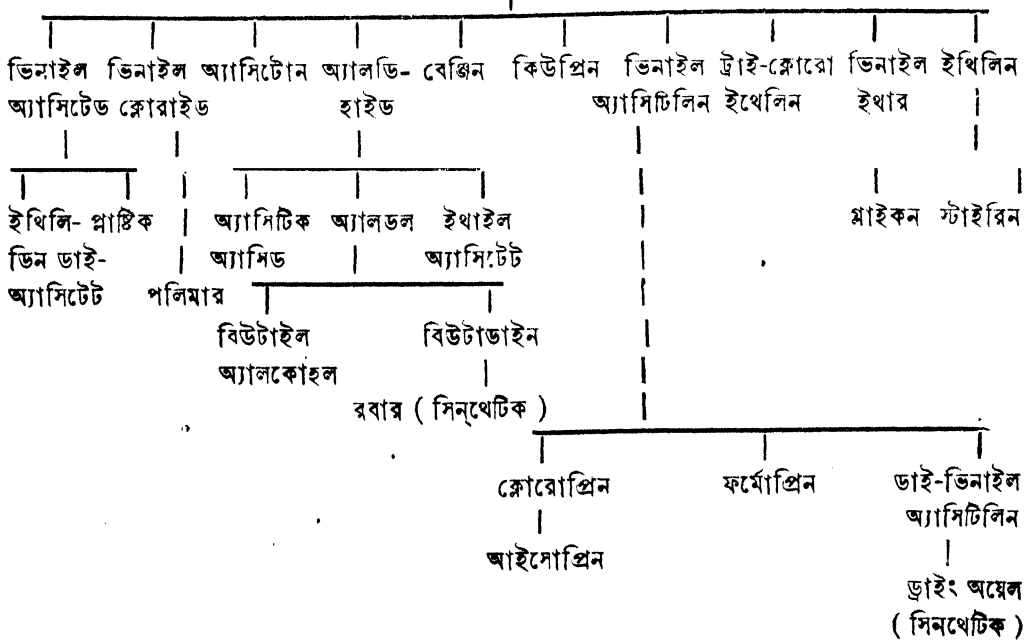 ভিনাইল ভিনাইল অ্যাসিটোন অ্যালডি- বেঞ্জিন কিউপ্রিন ভিনাইল ট্রাই-ক্লোরো ভিনাইল ইথিলিন
অ্যাসিটেড ক্লোরাইড হাইড অ্যাসিটিলিন ইথেলিন ইথার
ইথিলি- প্লাষ্টিক অ্যাসিটিক অ্যালডল ইথাইল গ্লাইকন স্টাইরিন
ডিন ডাই- অ্যাসিড অ্যাসিটেট
অ্যাসিটেট পলিমার
বিউটাইল বিউটাডাইন
অ্যালকোহল
রবার ( সিন্‌থেটিক )
ক্লোরোপ্রিন ফর্মোপ্রিন ডাই-ভিনাইল
অ্যাসিটিলিন
আইসোপ্রিন
ড্রাইং অয়েল
( সিনথেটিক )